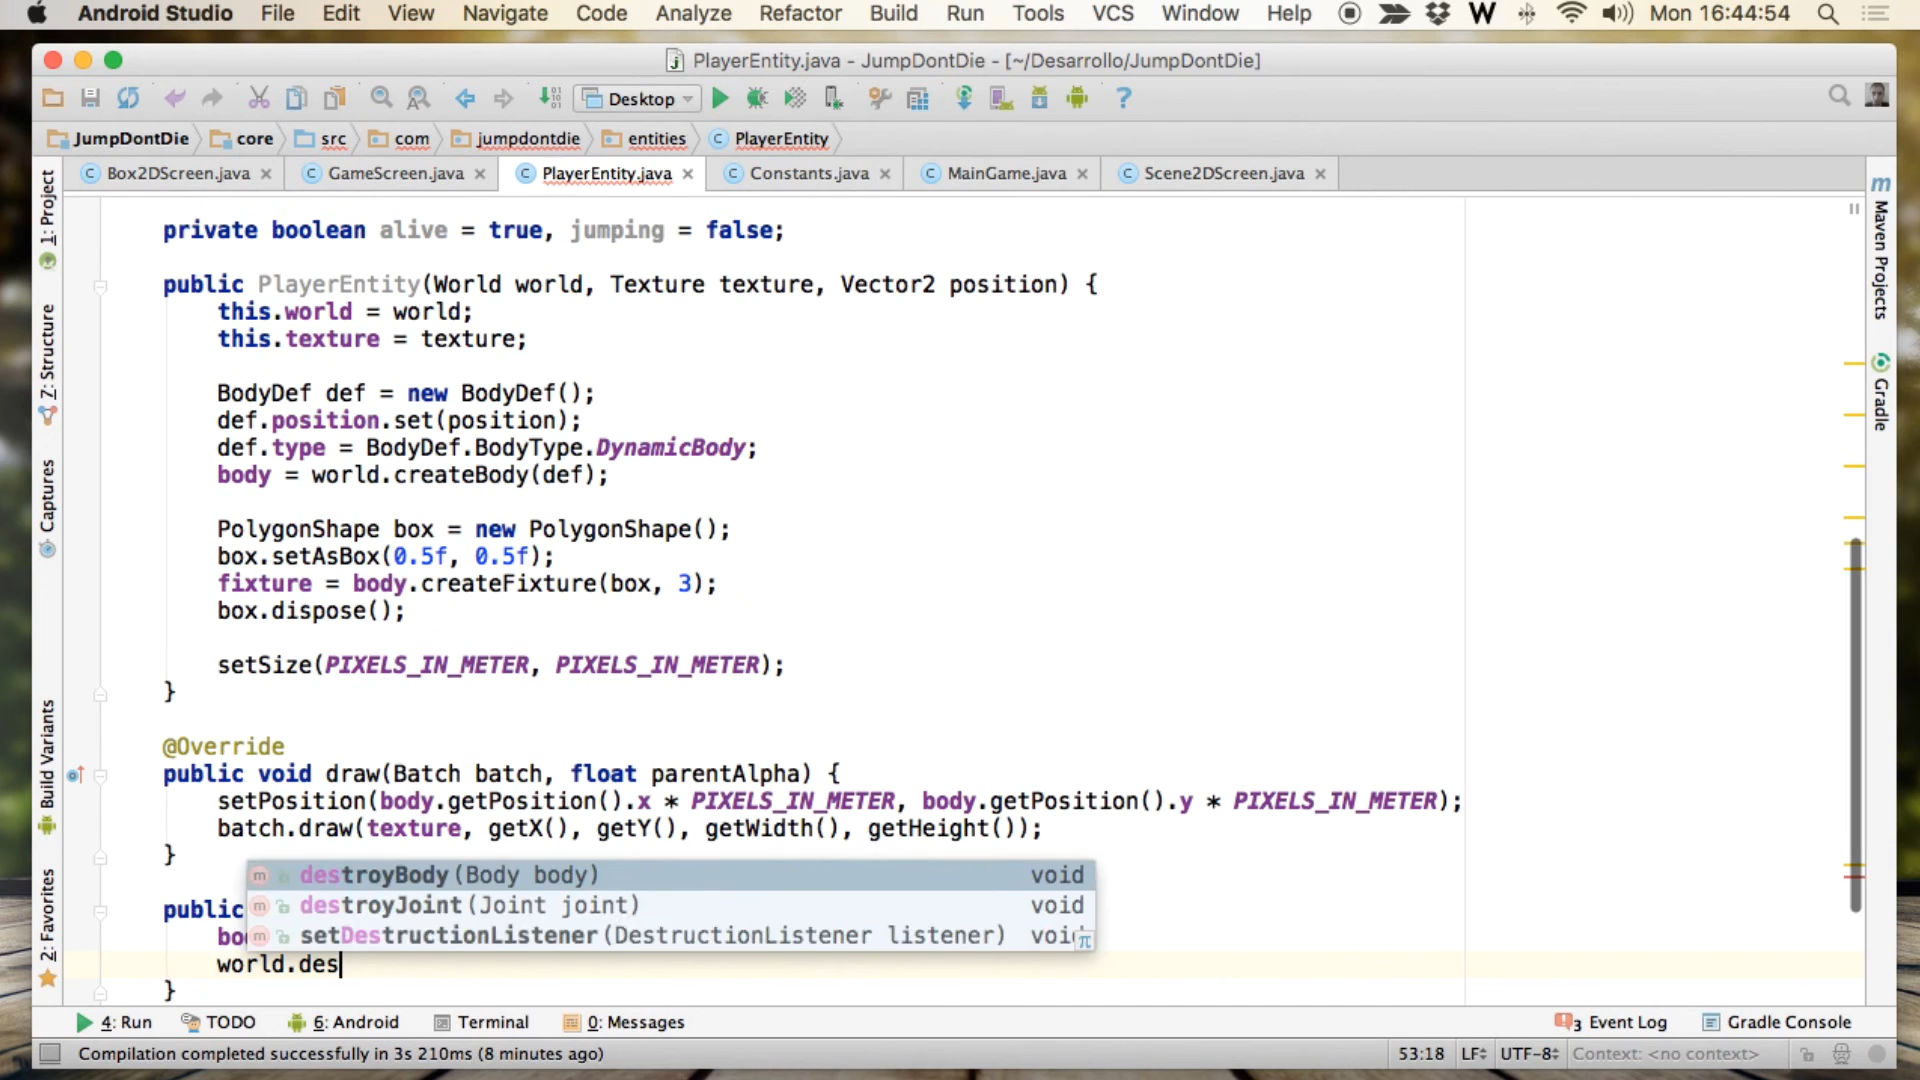 Android Studio File Edit View Navigate Code Analyze Refactor Build Run Tools VCS Window Help W Mon 16:44:54
PlayerEntity.java - JumpDontDie - [~/Desarrollo/JumpDontDie]
Desktop
JumpDontDie core src com jumpdontdie entities PlayerEntity
Box2DScreen.java GameScreen.java PlayerEntity.java Constants.java MainGame.java Scene2DScreen.java
1: Project
7: Structure
Captures
Build Variants
2: Favorites
private boolean alive = true, jumping = false;
public PlayerEntity(World world, Texture texture, Vector2 position) {
this.world = world;
this.texture = texture;
BodyDef def = new BodyDef();
def.position.set(position);
def.type = BodyDef.BodyType.DynamicBody;
body = world.createBody(def);
PolygonShape box = new PolygonShape();
box.setAsBox(0.5f, 0.5f);
fixture = body.createFixture(box, 3);
box.dispose();
setSize(PIXELS_IN_METER, PIXELS_IN_METER);
}
@Override
public void draw(Batch batch, float parentAlpha) {
setPosition(body.getPosition().x * PIXELS_IN_METER, body.getPosition().y * PIXELS_IN_METER);
batch.draw(texture, getX(), getY(), getWidth(), getHeight());
}
destroyBody(Body body) void
destroyJoint(Joint joint) void
setDestructionListener(DestructionListener listener) void
public
world.des
}
Maven Projects
Gradle
4: Run TODO 6: Android Terminal 0: Messages 3 Event Log Gradle Console
Compilation completed successfully in 3s 210ms (8 minutes ago) 53:18 LF UTF-8 Context: <no context>